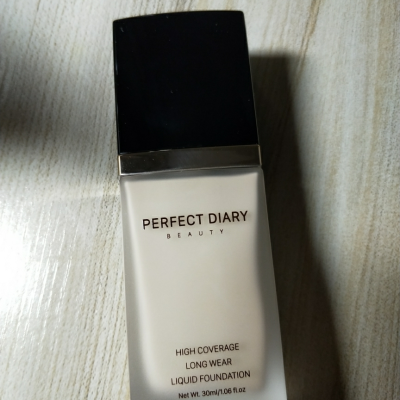 PERFECT DIARY
BEAUTY
HIGH COVERAGE
LONG WEAR
LIQUID FOUNDATION
Net Wt. 30ml/1.06 fl.oz